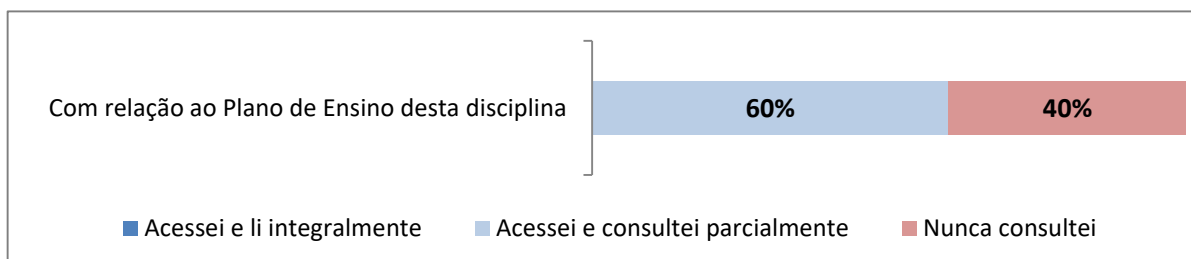 Com relação ao Plano de Ensino desta disciplina
60%
40%
Acessei e li integralmente
Acessei e consultei parcialmente
Nunca consultei